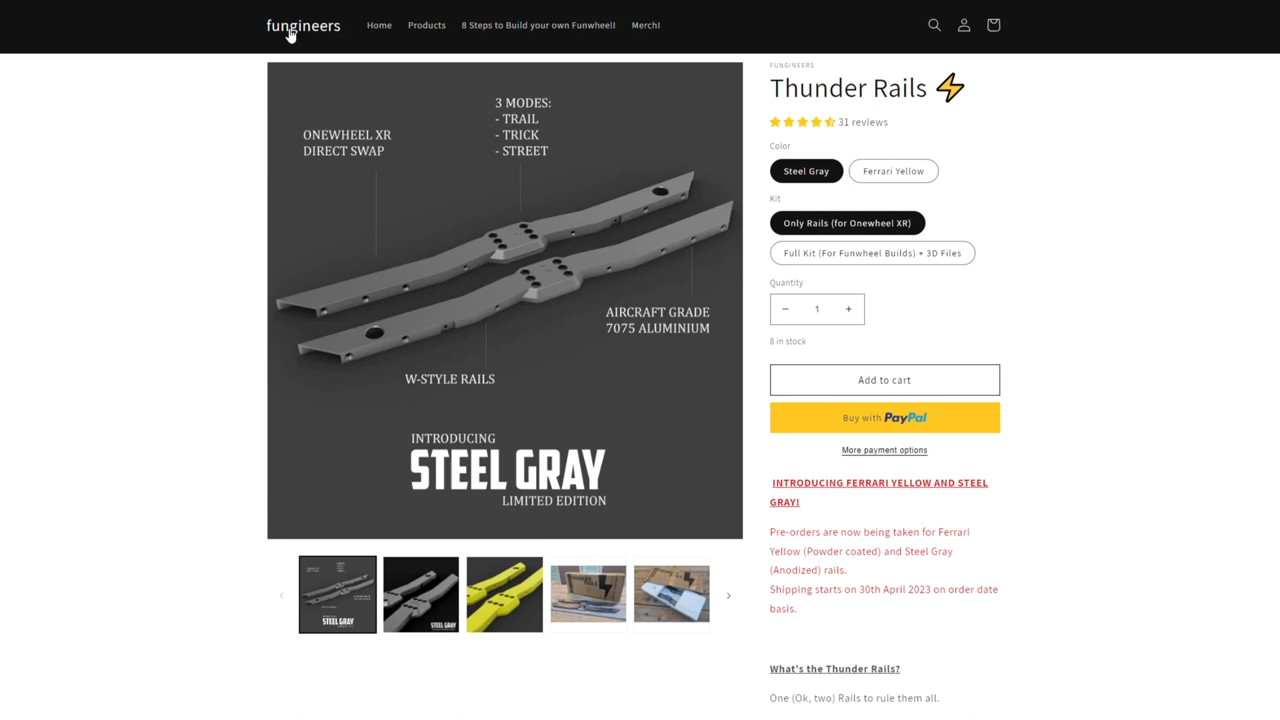 fungineers
Home
Products
8 Steps to Build your own Funwheel!
Merch!
3 MODES:
- TRAIL
- TRICK
- STREET
ONEWHEEL XR
DIRECT SWAP
AIRCRAFT GRADE
7075 ALUMINIUM
W-STYLE RAILS
INTRODUCING
STEEL GRAY
LIMITED EDITION
STEEL GRAY
STEEL GRAY
FUNGINEERS
Thunder Rails
31 reviews
Color
Steel Gray
Ferrari Yellow
Kit
Only Rails (for Onewheel XR)
Full Kit (For Funwheel Builds) + 3D Files
Quantity
1
8 in stock
Add to cart
Buy with PayPal
More payment options
INTRODUCING FERRARI YELLOW AND STEEL
GRAY!
Pre-orders are now being taken for Ferrari
Yellow (Powder coated) and Steel Gray
(Anodized) rails.
Shipping starts on 30th April 2023 on order date
basis.
What's the Thunder Rails?
One (Ok, two) Rails to rule them all.